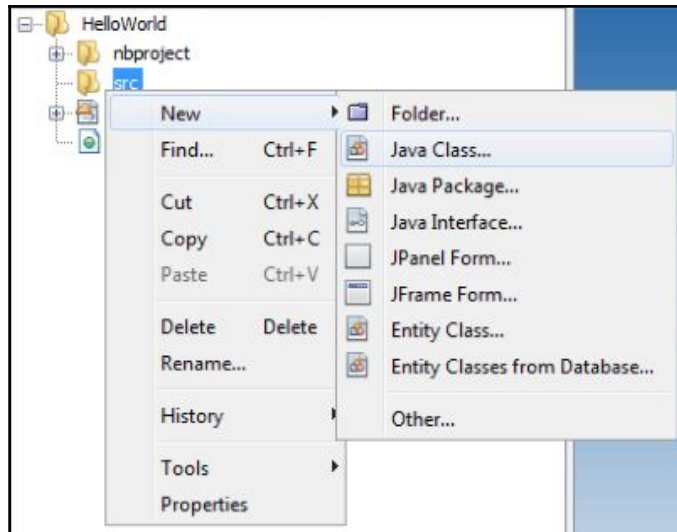 HelloWorld
nbproject
src
New
Find... Ctrl+F
Cut Ctrl+X
Copy Ctrl+C
Paste Ctrl+V
Delete Delete
Rename...
History
Tools
Properties
Folder...
Java Class...
Java Package...
Java Interface...
JPanel Form...
JFrame Form...
Entity Class...
Entity Classes from Database...
Other...